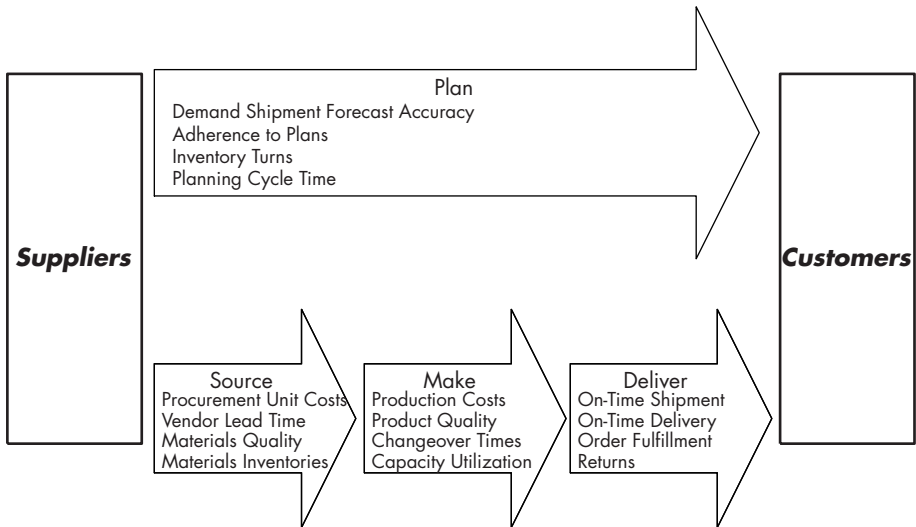 Plan
Demand Shipment Forecast Accuracy
Adherence to Plans
Inventory Turns
Planning Cycle Time
Suppliers
Customers
Source
Procurement Unit Costs
Vendor Lead Time
Materials Quality
Materials Inventories
Make
Production Costs
Product Quality
Changeover Times
Capacity Utilization
Deliver
On-Time Shipment
On-Time Delivery
Order Fulfillment
Returns